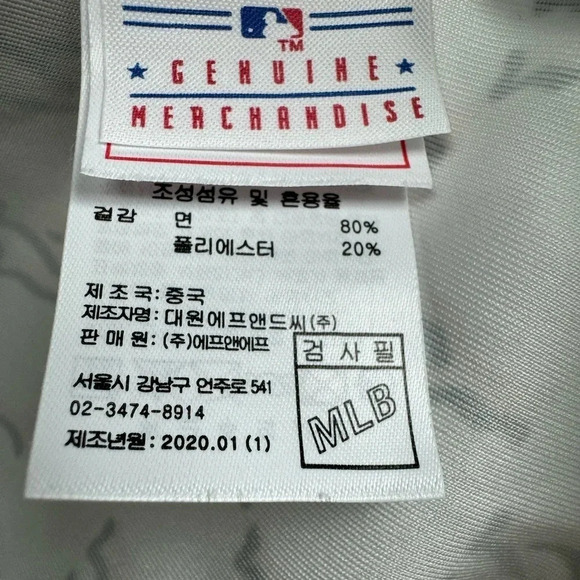 TM
GENUINE
MERCHANDISE
조성섬유 및 혼용율
겉감 면 80%
폴리에스터 20%
제 조 국: 중국
제조자명: 대원에프앤드씨(주)
판 매 원: (주)에프앤에프
서울시 강남구 언주로 541
02-3474-8914
제조년월: 2020.01 (1)
검 사 필
MLB